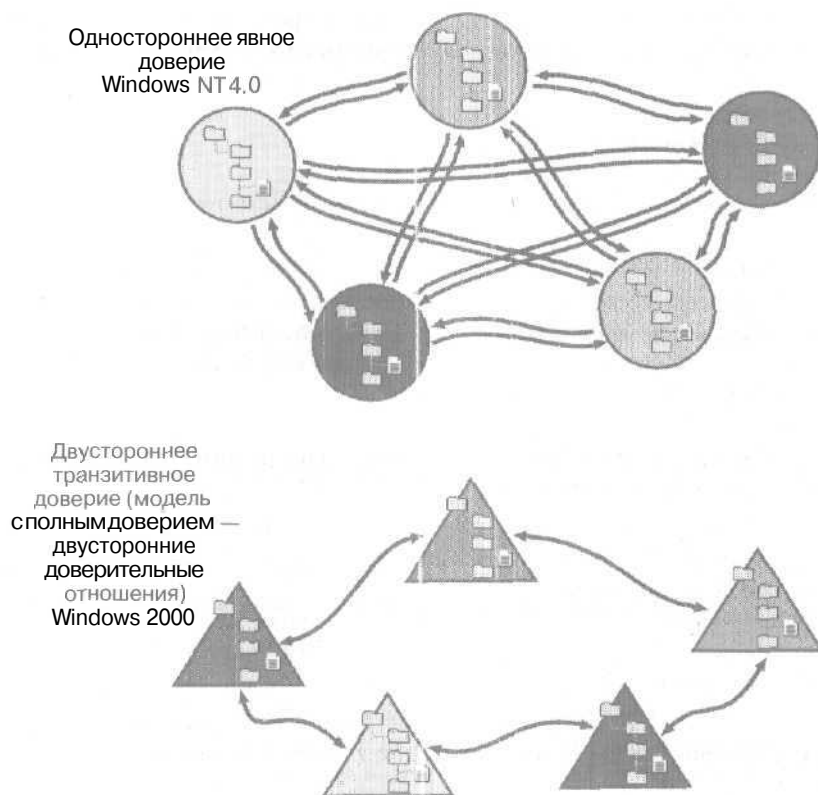 Одностороннее явное
доверие
Windows NT 4.0
Двустороннее
транзитивное
доверие (модель
с полным доверием —
двусторонние
доверительные
отношения)
Windows 2000